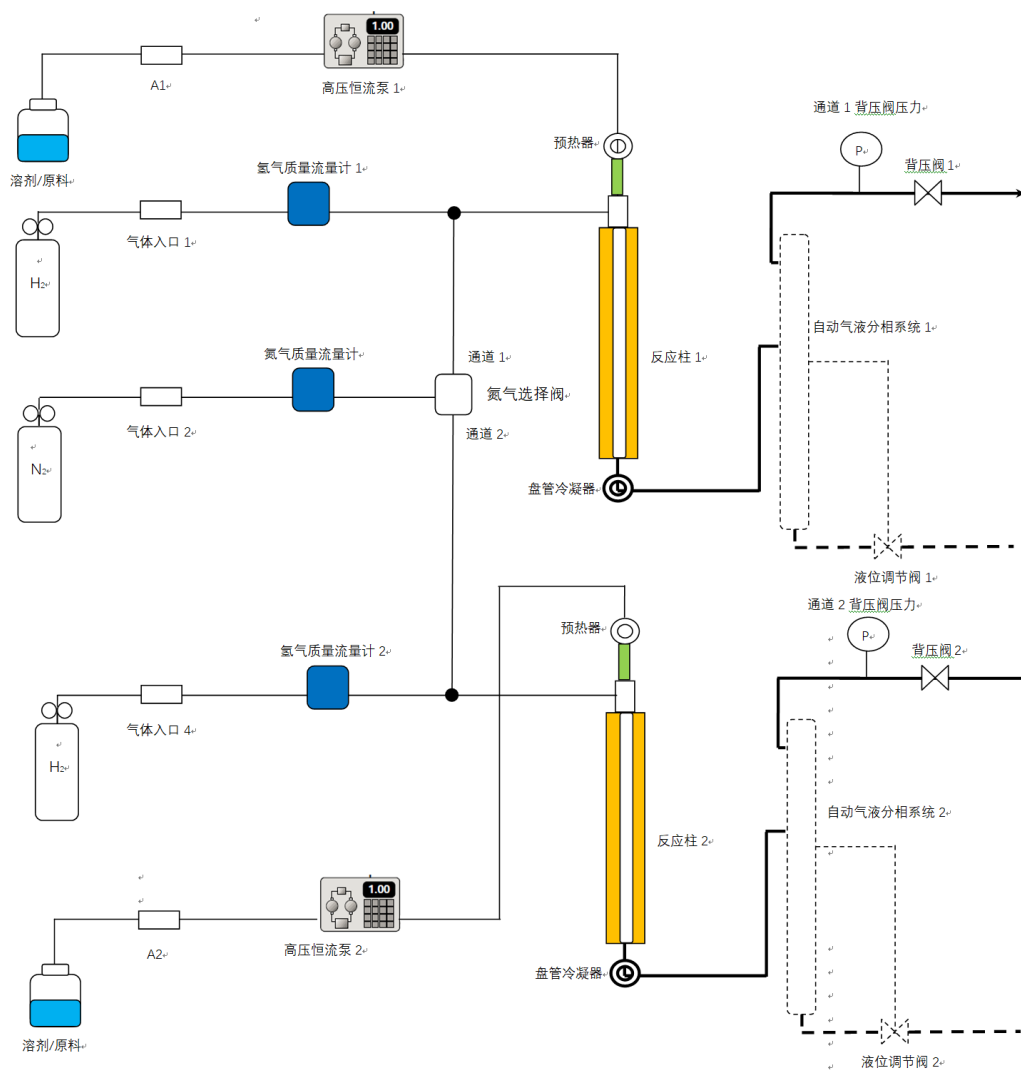 1.00
A1
高压恒流泵 1
溶剂/原料
预热器
通道 1 背压阀压力
P
背压阀 1
氢气质量流量计 1
气体入口 1
H₂
自动气液分相系统 1
氮气质量流量计
通道 1
反应柱 1
氮气选择阀
气体入口 2
通道 2
N₂
盘管冷凝器
液位调节阀 1
通道 2 背压阀压力
预热器
P
背压阀 2
氢气质量流量计 2
气体入口 4
H₂
自动气液分相系统 2
反应柱 2
1.00
A2
高压恒流泵 2
盘管冷凝器
溶剂/原料
液位调节阀 2